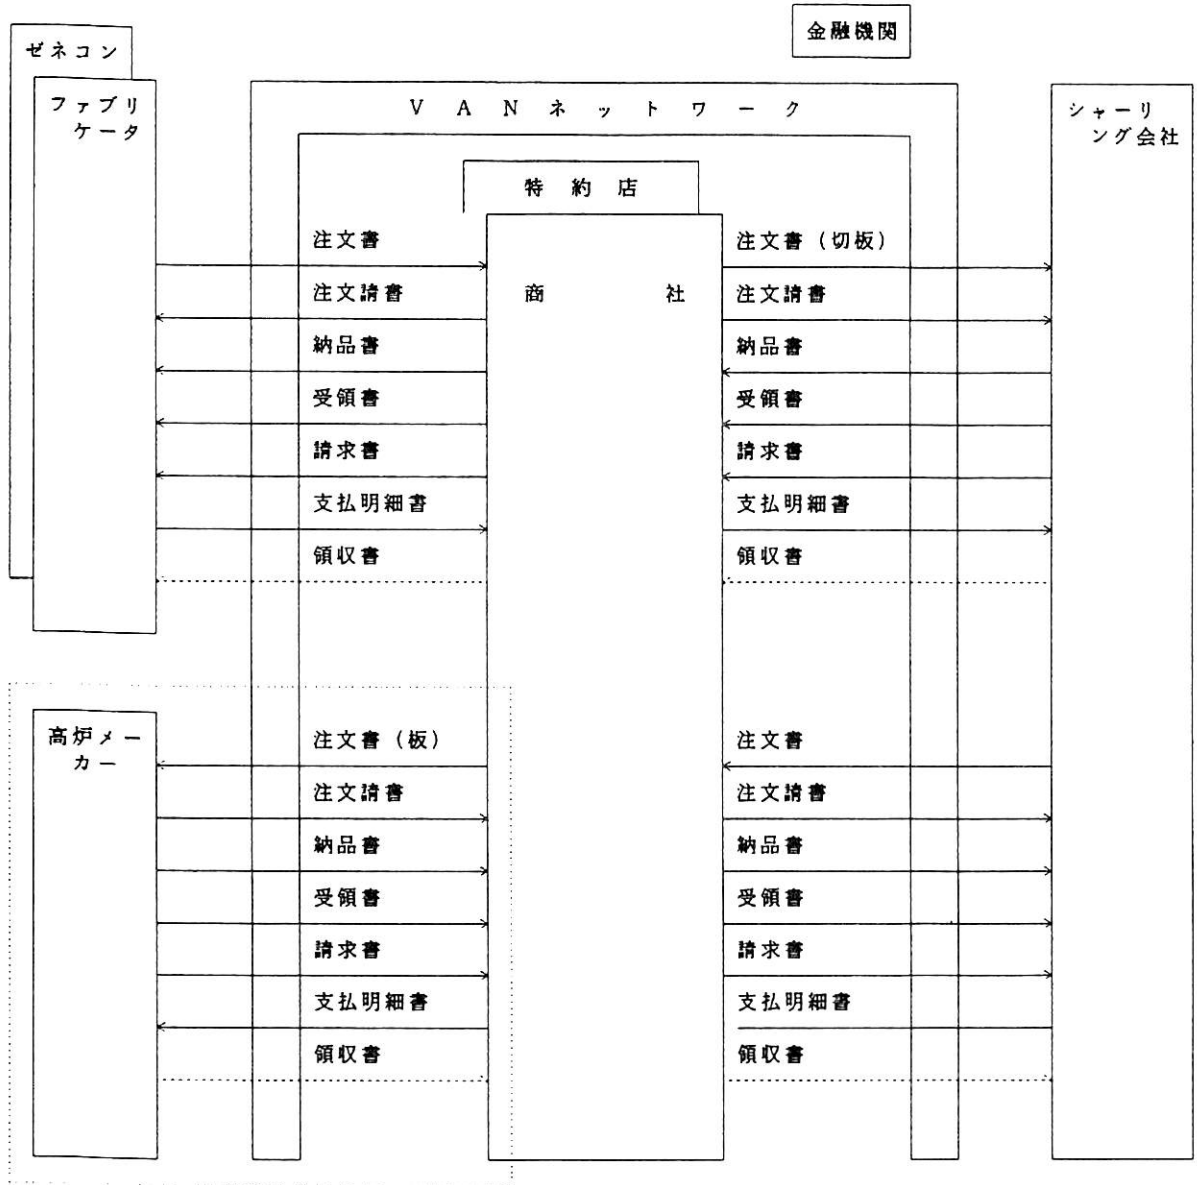 金融機関
ゼネコン
ファブリ
ケータ
VANネットワーク
シャーリ
ング会社
特約店
商社
注文書
注文請書
納品書
受領書
請求書
支払明細書
領収書
注文書(切板)
注文請書
納品書
受領書
請求書
支払明細書
領収書
高炉メー
カー
注文書(板)
注文請書
納品書
受領書
請求書
支払明細書
領収書
注文書
注文請書
納品書
受領書
請求書
支払明細書
領収書